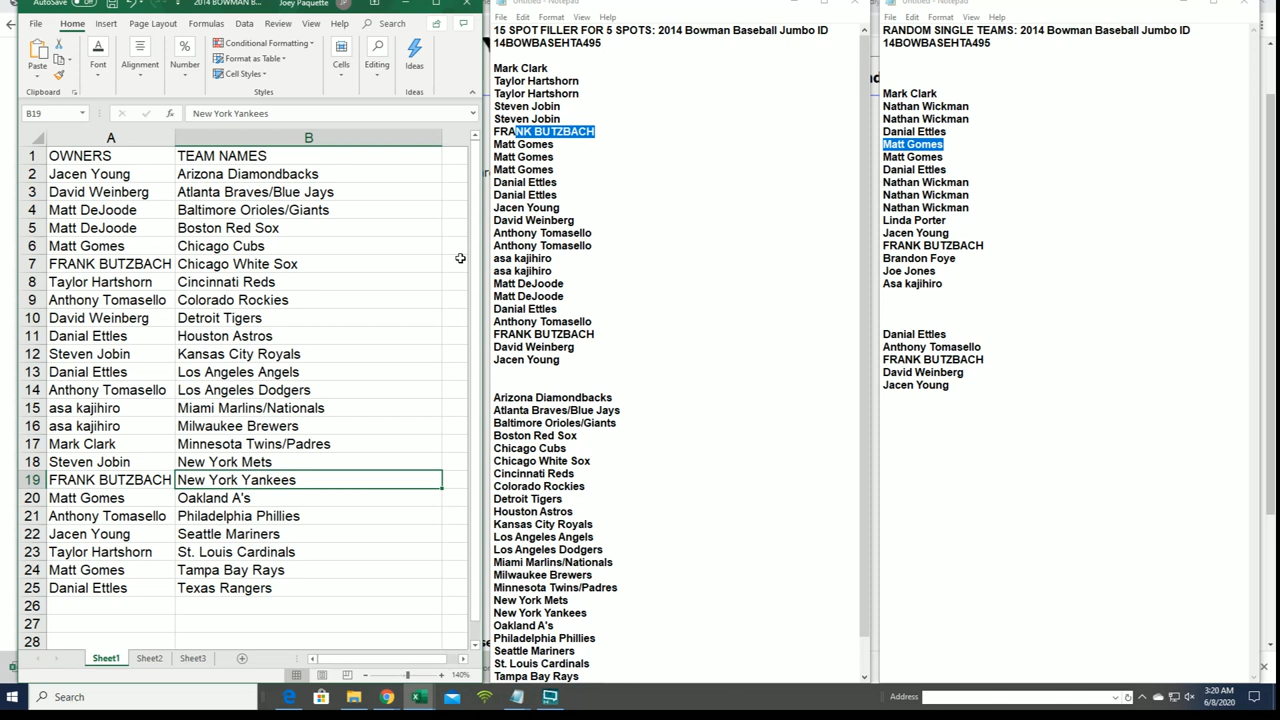 AutoSave Off 2014 BOWMAN B... Joey Paquette
File Home Insert Page Layout Formulas Data Review View Help Search
Paste Font Alignment Number Conditional Formatting Format as Table Cell Styles Cells Editing Ideas
Clipboard Styles Ideas
B19 fx New York Yankees
A B
1 OWNERS TEAM NAMES
2 Jacen Young Arizona Diamondbacks
3 David Weinberg Atlanta Braves/Blue Jays
4 Matt DeJoode Baltimore Orioles/Giants
5 Matt DeJoode Boston Red Sox
6 Matt Gomes Chicago Cubs
7 FRANK BUTZBACH Chicago White Sox
8 Taylor Hartshorn Cincinnati Reds
9 Anthony Tomasello Colorado Rockies
10 David Weinberg Detroit Tigers
11 Danial Ettles Houston Astros
12 Steven Jobin Kansas City Royals
13 Danial Ettles Los Angeles Angels
14 Anthony Tomasello Los Angeles Dodgers
15 asa kajihiro Miami Marlins/Nationals
16 asa kajihiro Milwaukee Brewers
17 Mark Clark Minnesota Twins/Padres
18 Steven Jobin New York Mets
19 FRANK BUTZBACH New York Yankees
20 Matt Gomes Oakland A's
21 Anthony Tomasello Philadelphia Phillies
22 Jacen Young Seattle Mariners
23 Taylor Hartshorn St. Louis Cardinals
24 Matt Gomes Tampa Bay Rays
25 Danial Ettles Texas Rangers
26
27
28
Sheet1 Sheet2 Sheet3
140%
Untitled - Notepad
File Edit Format View Help
15 SPOT FILLER FOR 5 SPOTS: 2014 Bowman Baseball Jumbo ID
14BOWBASEHTA495
Mark Clark
Taylor Hartshorn
Taylor Hartshorn
Steven Jobin
Steven Jobin
FRANK BUTZBACH
Matt Gomes
Matt Gomes
Matt Gomes
Danial Ettles
Danial Ettles
Jacen Young
David Weinberg
Anthony Tomasello
Anthony Tomasello
asa kajihiro
asa kajihiro
Matt DeJoode
Matt DeJoode
Danial Ettles
Anthony Tomasello
FRANK BUTZBACH
David Weinberg
Jacen Young
Arizona Diamondbacks
Atlanta Braves/Blue Jays
Baltimore Orioles/Giants
Boston Red Sox
Chicago Cubs
Chicago White Sox
Cincinnati Reds
Colorado Rockies
Detroit Tigers
Houston Astros
Kansas City Royals
Los Angeles Angels
Los Angeles Dodgers
Miami Marlins/Nationals
Milwaukee Brewers
Minnesota Twins/Padres
New York Mets
New York Yankees
Oakland A's
Philadelphia Phillies
Seattle Mariners
St. Louis Cardinals
Tampa Bay Rays
Untitled - Notepad
File Edit Format View Help
RANDOM SINGLE TEAMS: 2014 Bowman Baseball Jumbo ID
14BOWBASEHTA495
Mark Clark
Nathan Wickman
Nathan Wickman
Danial Ettles
Matt Gomes
Matt Gomes
Danial Ettles
Nathan Wickman
Nathan Wickman
Nathan Wickman
Linda Porter
Jacen Young
FRANK BUTZBACH
Brandon Foye
Joe Jones
Asa kajihiro
Danial Ettles
Anthony Tomasello
FRANK BUTZBACH
David Weinberg
Jacen Young
Search
Address
3:20 AM
6/8/2020